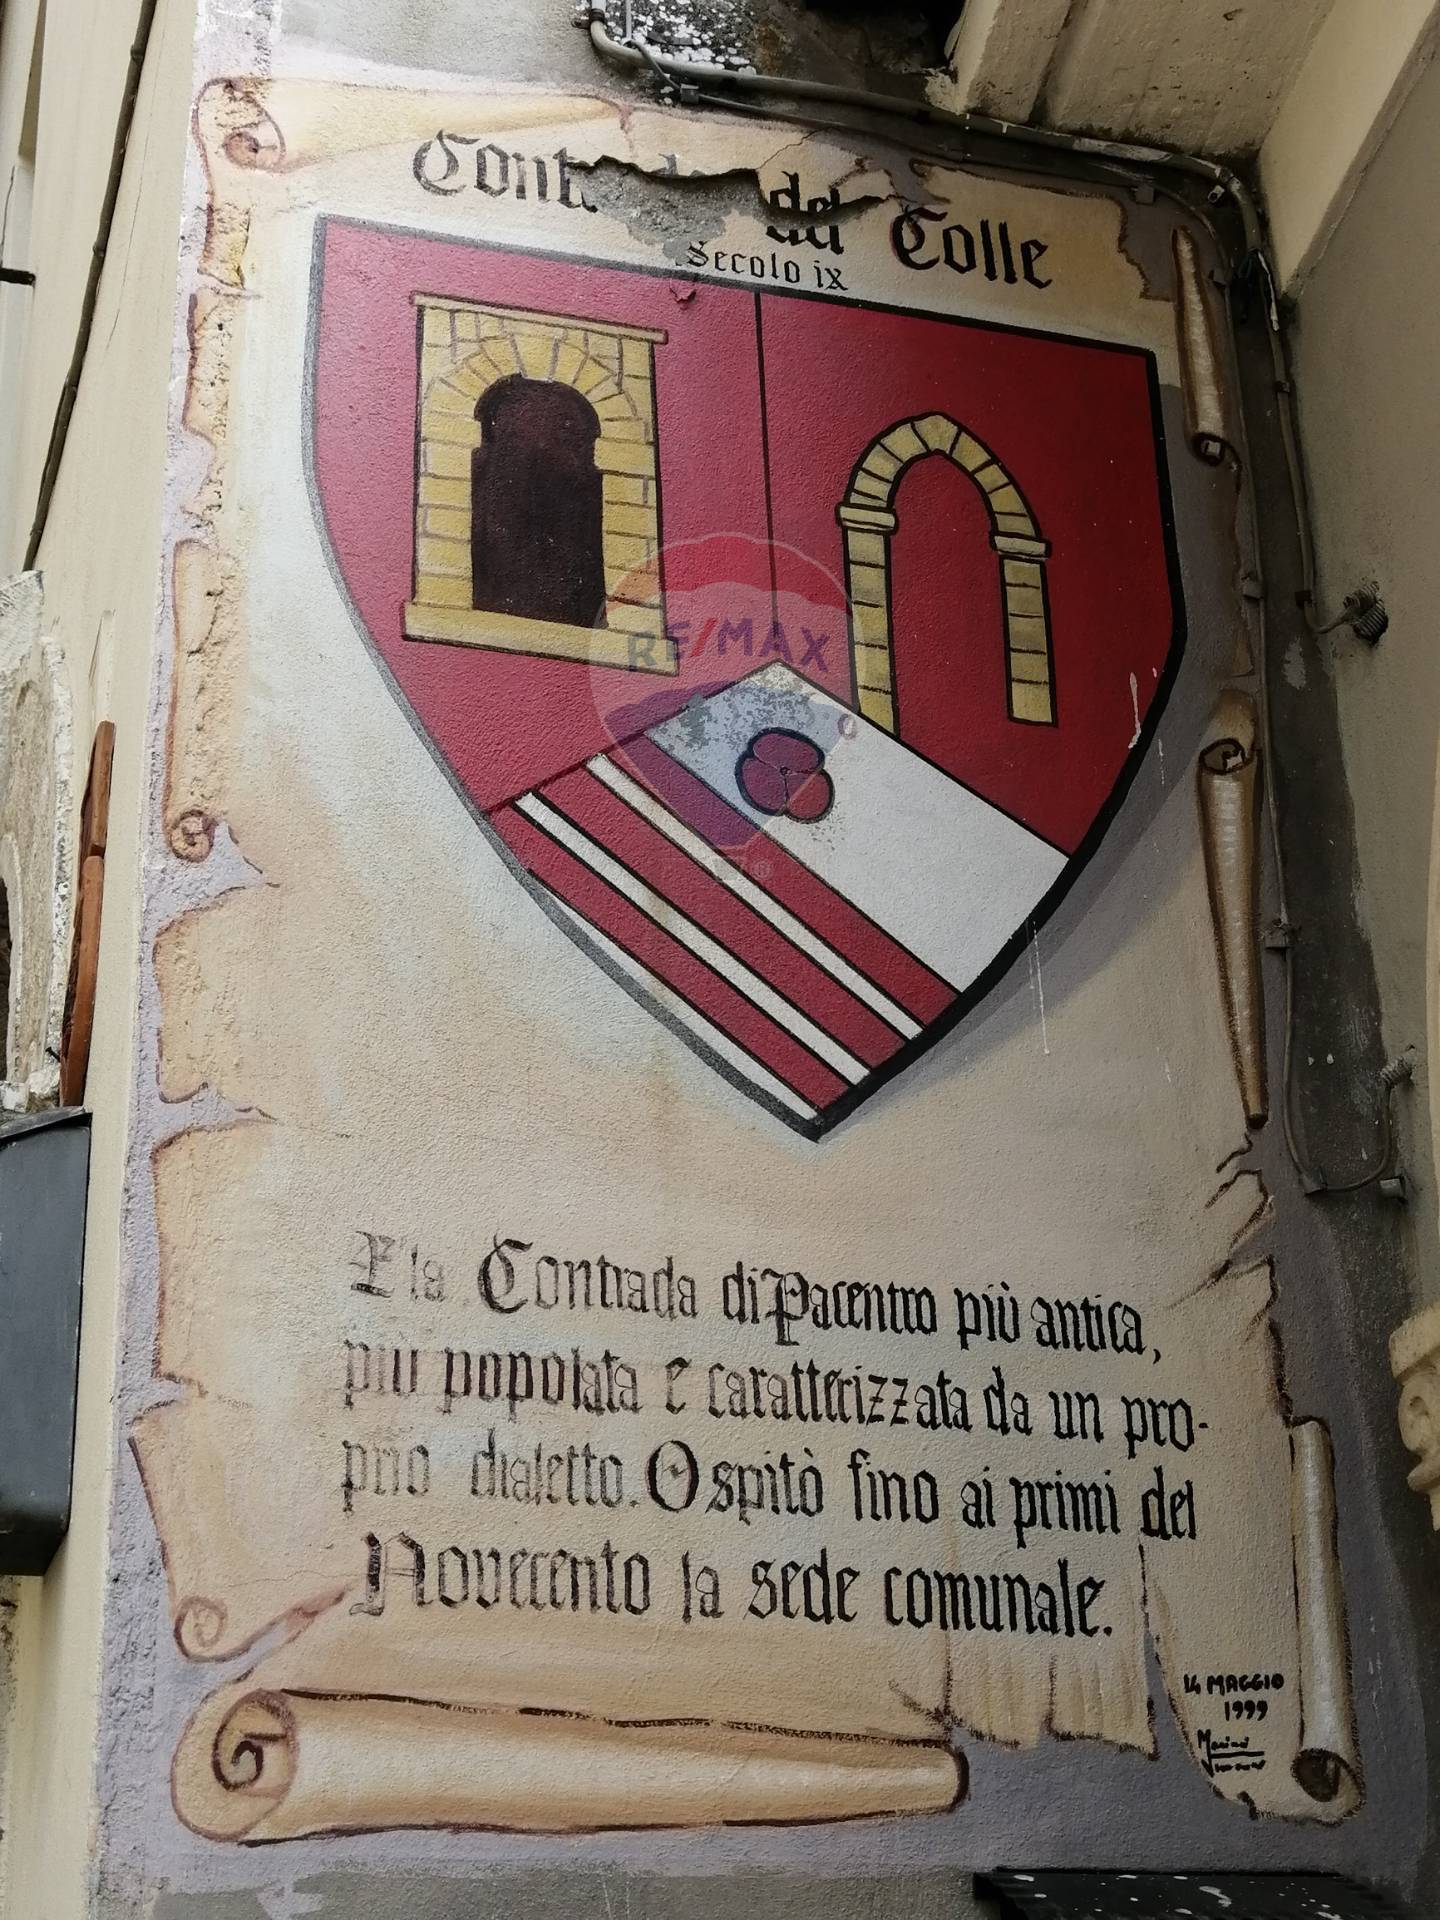 del Colle
Secolo ix
RE/MAX
E' la Contrada di Pacentro più antica,
più popolata e caratterizzata da un pro-
prio dialetto. Ospitò fino ai primi del
Novecento la sede comunale.
14 MAGGIO
1999